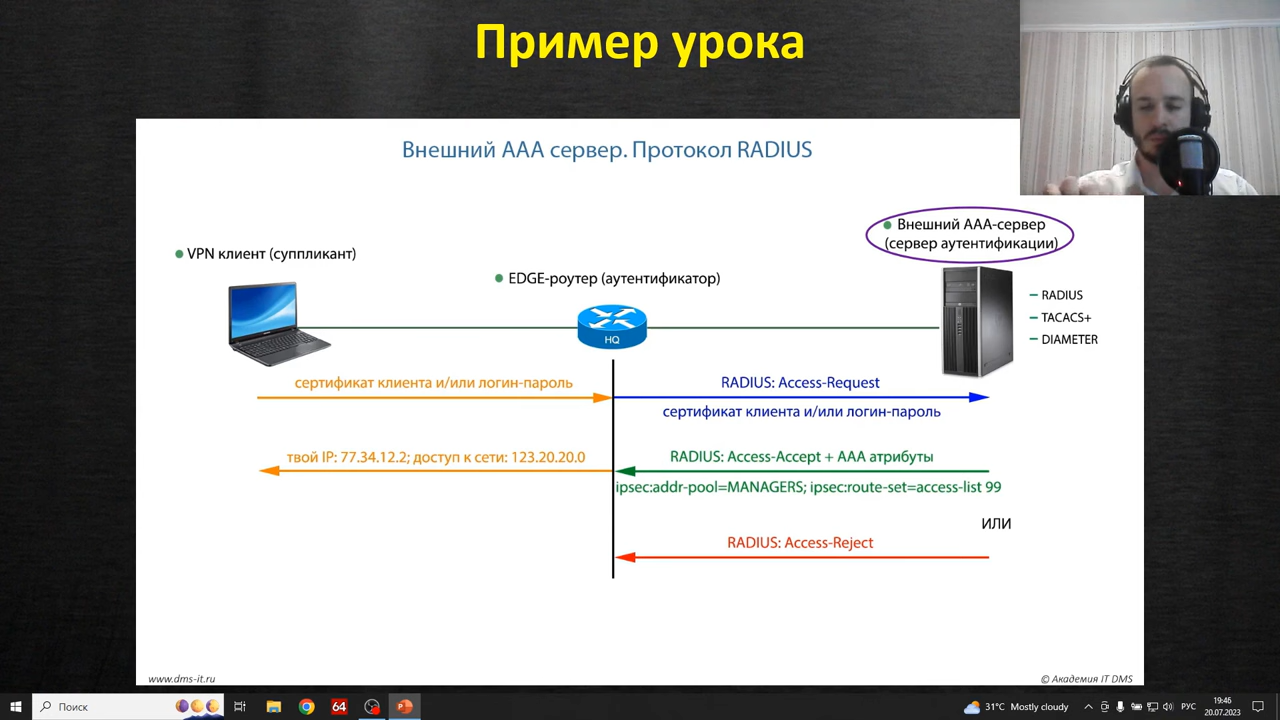 Пример урока
Внешний ААА сервер. Протокол RADIUS
VPN клиент (суппликант)
EDGE-роутер (аутентификатор)
Внешний ААА-сервер
(сервер аутентификации)
HQ
– RADIUS
– TACACS+
– DIAMETER
сертификат клиента и/или логин-пароль
RADIUS: Access-Request
сертификат клиента и/или логин-пароль
твой IP: 77.34.12.2; доступ к сети: 123.20.20.0
RADIUS: Access-Accept + AAA атрибуты
ipsec:addr-pool=MANAGERS; ipsec:route-set=access-list 99
ИЛИ
RADIUS: Access-Reject
www.dms-it.ru
© Академия IT DMS
Поиск
64
31°C Mostly cloudy
РУС
19:46
20.07.2023